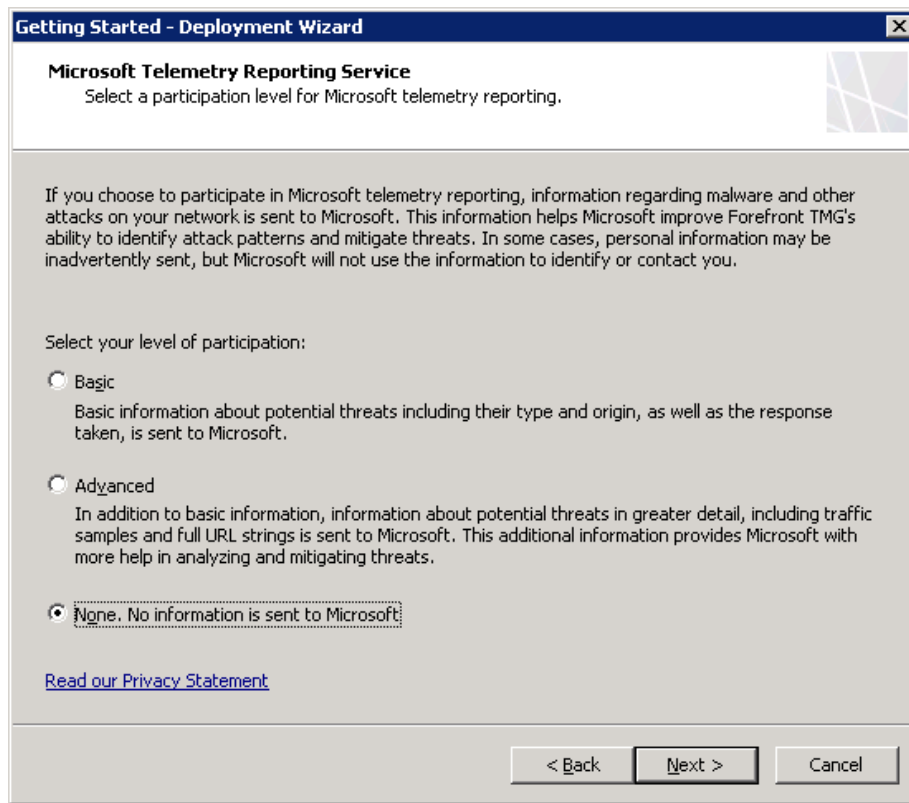 Getting Started - Deployment Wizard
Microsoft Telemetry Reporting Service
Select a participation level for Microsoft telemetry reporting.
If you choose to participate in Microsoft telemetry reporting, information regarding malware and other
attacks on your network is sent to Microsoft. This information helps Microsoft improve Forefront TMG's
ability to identify attack patterns and mitigate threats. In some cases, personal information may be
inadvertently sent, but Microsoft will not use the information to identify or contact you.
Select your level of participation:
Basic
Basic information about potential threats including their type and origin, as well as the response
taken, is sent to Microsoft.
Advanced
In addition to basic information, information about potential threats in greater detail, including traffic
samples and full URL strings is sent to Microsoft. This additional information provides Microsoft with
more help in analyzing and mitigating threats.
None. No information is sent to Microsoft
Read our Privacy Statement
< Back Next > Cancel